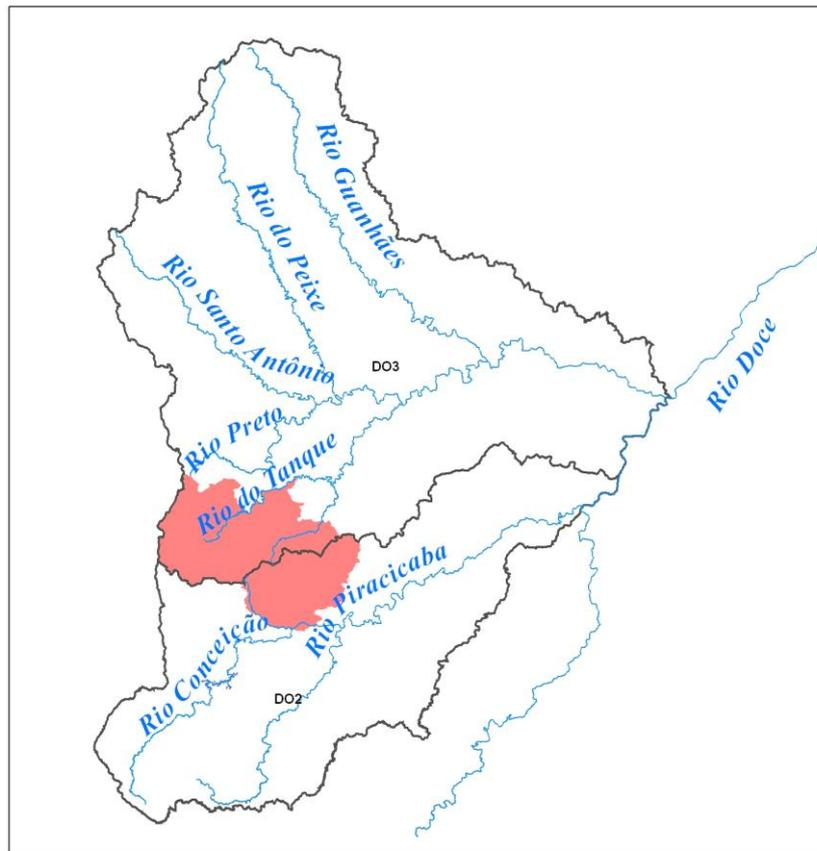 Rio Guanhães
Rio do Peixe
Rio Santo Antônio
DO3
Rio Doce
Rio Preto
Rio do Tanque
Rio Piracicaba
Rio Conceição
DO2